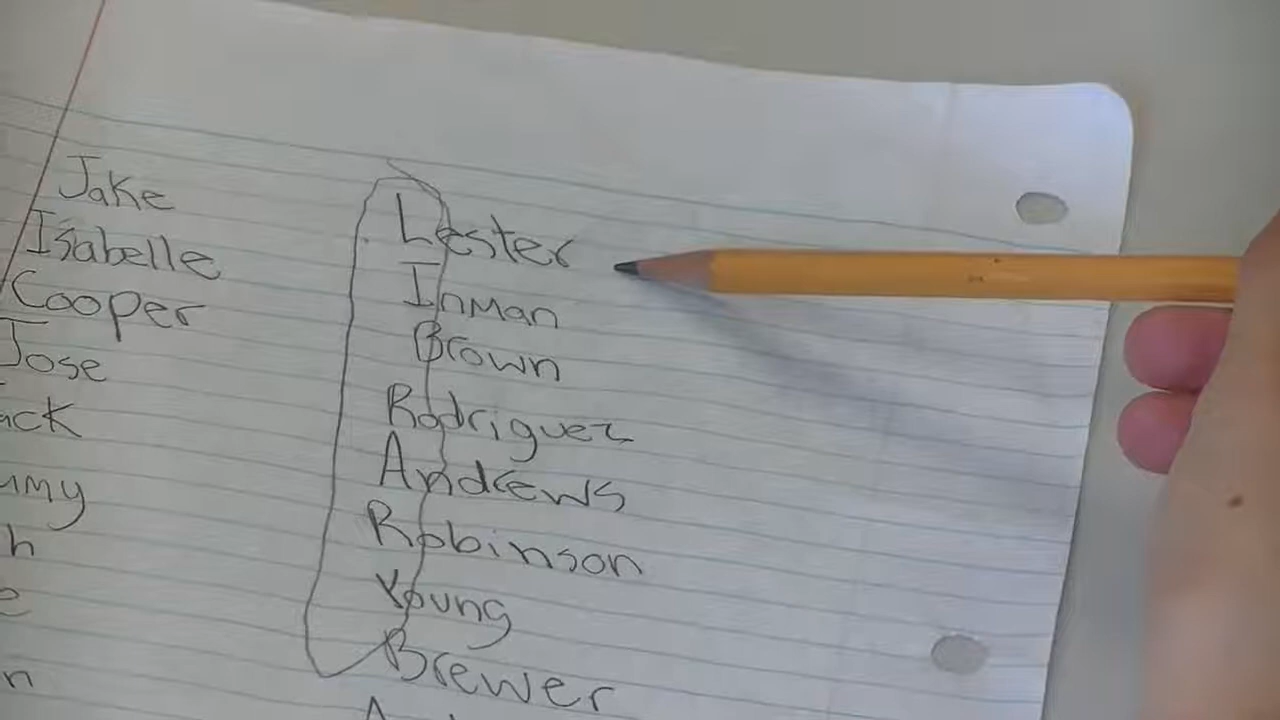 Jake Lester
Isabelle Inman
Cooper Brown
Jose Rodriguez
Andrews
Robinson
Young
Brewer